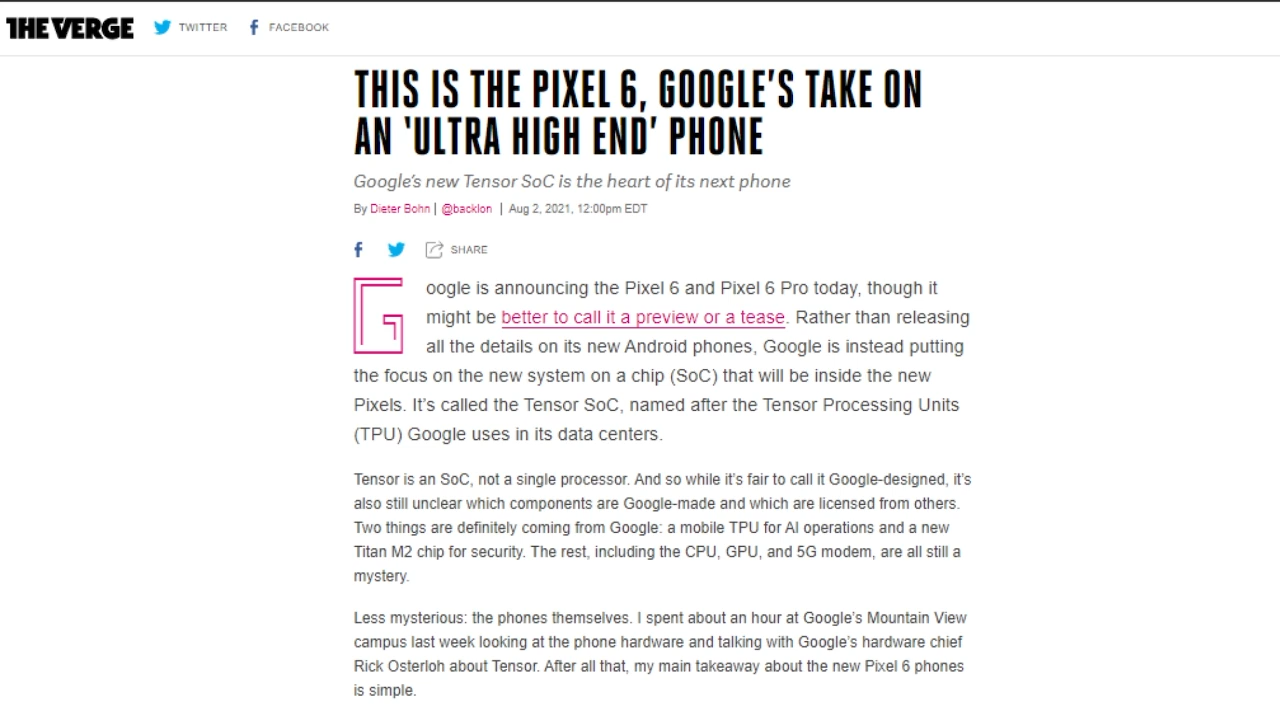 THE VERGE TWITTER FACEBOOK
THIS IS THE PIXEL 6, GOOGLE'S TAKE ON
AN 'ULTRA HIGH END' PHONE
Google's new Tensor SoC is the heart of its next phone
By Dieter Bohn | @backlon | Aug 2, 2021, 12:00pm EDT
SHARE
Google is announcing the Pixel 6 and Pixel 6 Pro today, though it
might be better to call it a preview or a tease. Rather than releasing
all the details on its new Android phones, Google is instead putting
the focus on the new system on a chip (SoC) that will be inside the new
Pixels. It's called the Tensor SoC, named after the Tensor Processing Units
(TPU) Google uses in its data centers.
Tensor is an SoC, not a single processor. And so while it's fair to call it Google-designed, it's
also still unclear which components are Google-made and which are licensed from others.
Two things are definitely coming from Google: a mobile TPU for AI operations and a new
Titan M2 chip for security. The rest, including the CPU, GPU, and 5G modem, are all still a
mystery.
Less mysterious: the phones themselves. I spent about an hour at Google's Mountain View
campus last week looking at the phone hardware and talking with Google's hardware chief
Rick Osterloh about Tensor. After all that, my main takeaway about the new Pixel 6 phones
is simple.